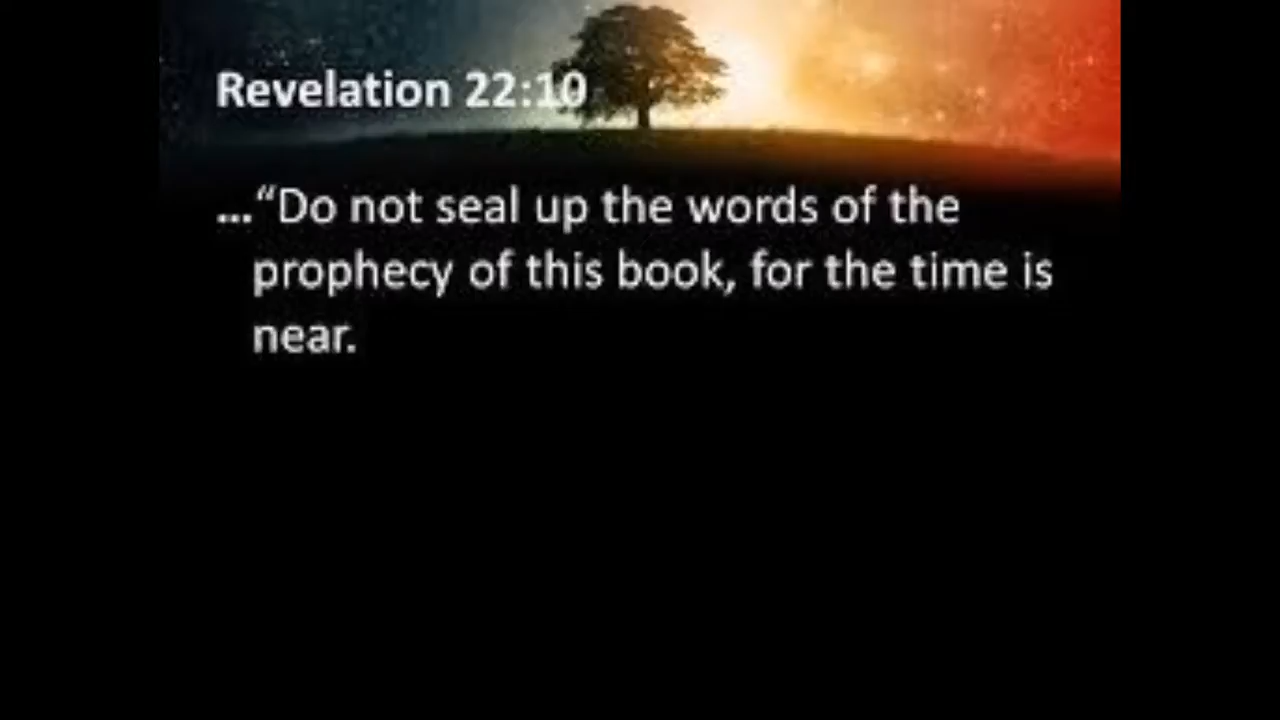 Revelation 22:10
…“Do not seal up the words of the
prophecy of this book, for the time is
near.